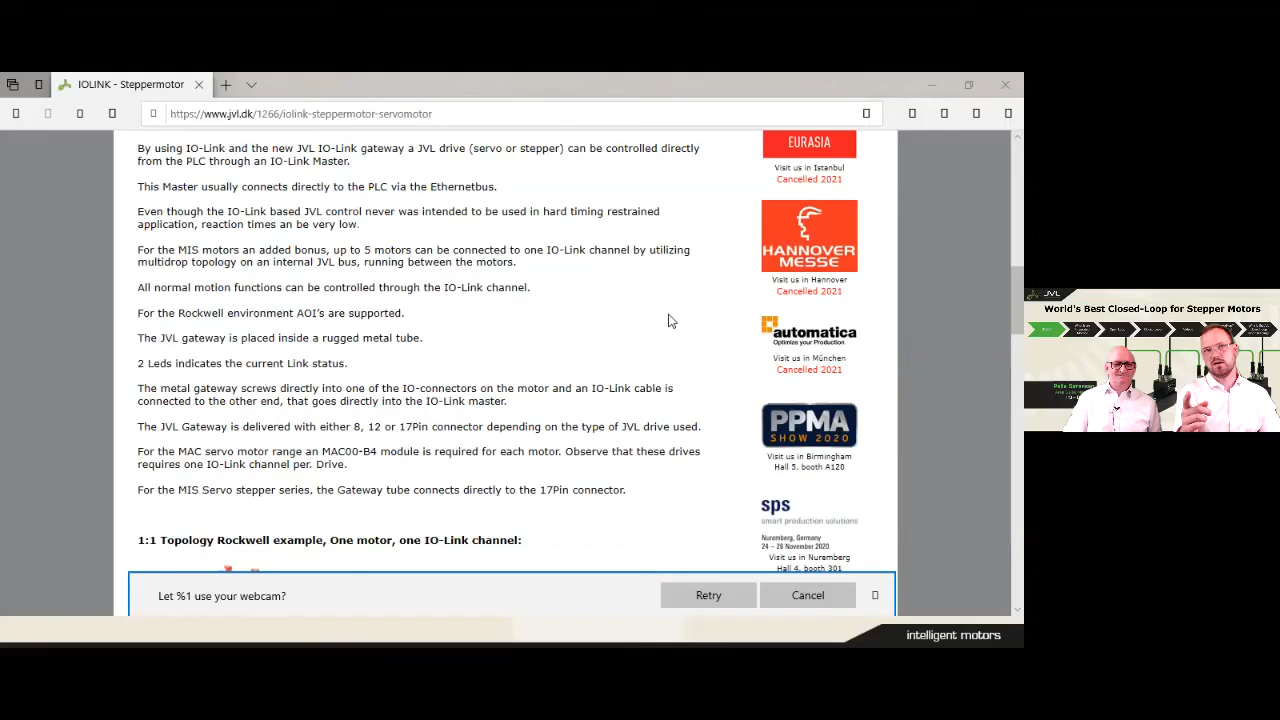 IOLINK - Steppermotor
https://www.jvl.dk/1266/iolink-steppermotor-servomotor
By using IO-Link and the new JVL IO-Link gateway a JVL drive (servo or stepper) can be controlled directly
from the PLC through an IO-Link Master.
This Master usually connects directly to the PLC via the Ethernetbus.
Even though the IO-Link based JVL control never was intended to be used in hard timing restrained
application, reaction times an be very low.
For the MIS motors an added bonus, up to 5 motors can be connected to one IO-Link channel by utilizing
multidrop topology on an internal JVL bus, running between the motors.
All normal motion functions can be controlled through the IO-Link channel.
For the Rockwell environment AOI's are supported.
The JVL gateway is placed inside a rugged metal tube.
2 Leds indicates the current Link status.
The metal gateway screws directly into one of the IO-connectors on the motor and an IO-Link cable is
connected to the other end, that goes directly into the IO-Link master.
The JVL Gateway is delivered with either 8, 12 or 17Pin connector depending on the type of JVL drive used.
For the MAC servo motor range an MAC00-B4 module is required for each motor. Observe that these drives
requires one IO-Link channel per. Drive.
For the MIS Servo stepper series, the Gateway tube connects directly to the 17Pin connector.
1:1 Topology Rockwell example, One motor, one IO-Link channel:
EURASIA
Visit us in Istanbul
Cancelled 2021
HANNOVER
MESSE
Visit us in Hannover
Cancelled 2021
automatica
Optimize your Production
Visit us in München
Cancelled 2021
PPMA
SHOW 2020
Visit us in Birmingham
Hall 5, booth A120
sps
smart production solutions
Nuremberg, Germany
24 – 26 November 2020
Visit us in Nuremberg
Hall 4, booth 301
Let %1 use your webcam?
Retry
Cancel
intelligent motors
JVL
World's Best Closed-Loop for Stepper Motors